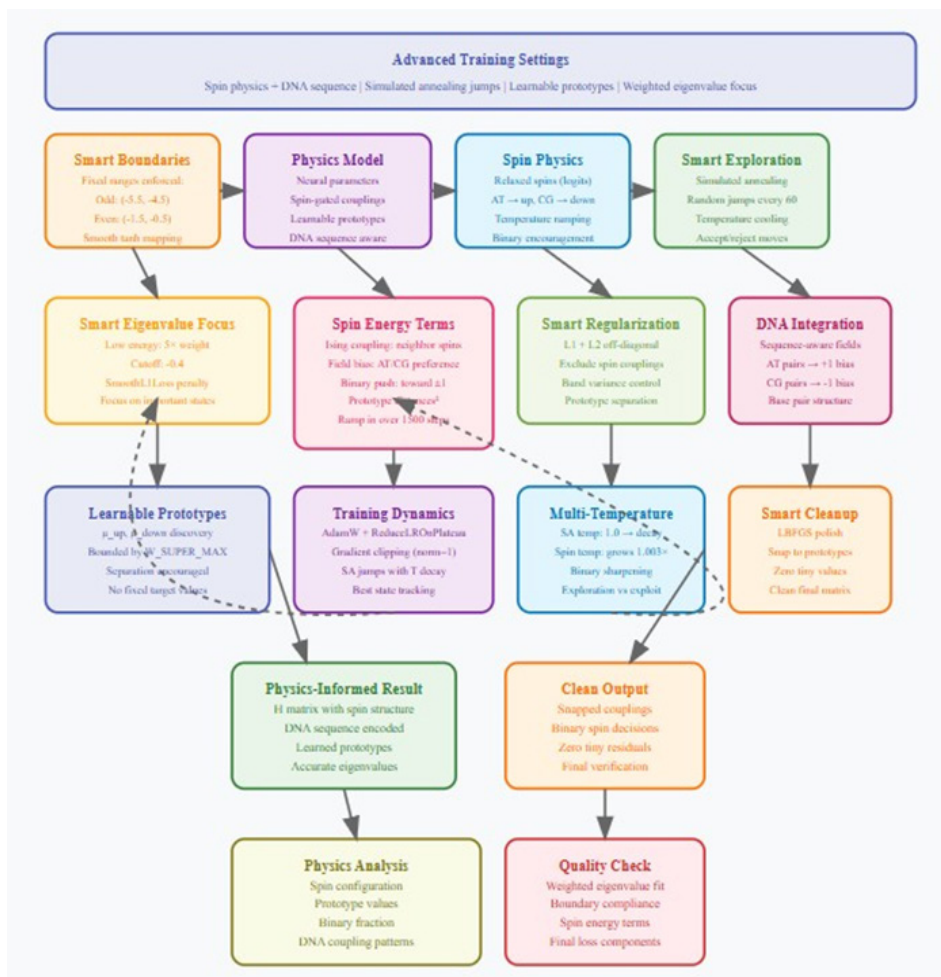 Advanced Training Settings
Spin physics + DNA sequence | Simulated annealing jumps | Learnable prototypes | Weighted eigenvalue focus
Smart Boundaries
Fixed ranges enforced:
Odd: (-5.5, -4.5)
Even: (-1.5, -0.5)
Smooth tanh mapping
Physics Model
Neural parameters
Spin-gated couplings
Learnable prototypes
DNA sequence aware
Spin Physics
Relaxed spins (logits)
AT → up, CG → down
Temperature ramping
Binary encouragement
Smart Exploration
Simulated annealing
Random jumps every 60
Temperature cooling
Accept/reject moves
Smart Eigenvalue Focus
Low energy: 5× weight
Cutoff: -0.4
SmoothL1Loss penalty
Focus on important states
Spin Energy Terms
Ising coupling: neighbor spins
Field bias: AT/CG preference
Binary push: toward ±1
Prototype
Ramp in over 1500 steps
Smart Regularization
L1 + L2 off-diagonal
Exclude spin couplings
Band variance control
Prototype separation
DNA Integration
Sequence-aware fields
AT pairs → +1 bias
CG pairs → -1 bias
Base pair structure
Learnable Prototypes
μ_up, μ_down discovery
Bounded by W_SUPER_MAX
Separation encouraged
No fixed target values
Training Dynamics
AdamW + ReduceLROnPlateau
Gradient clipping (norm=1)
SA jumps with T decay
Best state tracking
Multi-Temperature
SA temp: 1.0 → decay
Spin temp: grows 1.003×
Binary sharpening
Exploration vs exploit
Smart Cleanup
LBFGS polish
Snap to prototypes
Zero tiny values
Clean final matrix
Physics-Informed Result
H matrix with spin structure
DNA sequence encoded
Learned prototypes
Accurate eigenvalues
Clean Output
Snapped couplings
Binary spin decisions
Zero tiny residuals
Final verification
Physics Analysis
Spin configuration
Prototype values
Binary fraction
DNA coupling patterns
Quality Check
Weighted eigenvalue fit
Boundary compliance
Spin energy terms
Final loss components